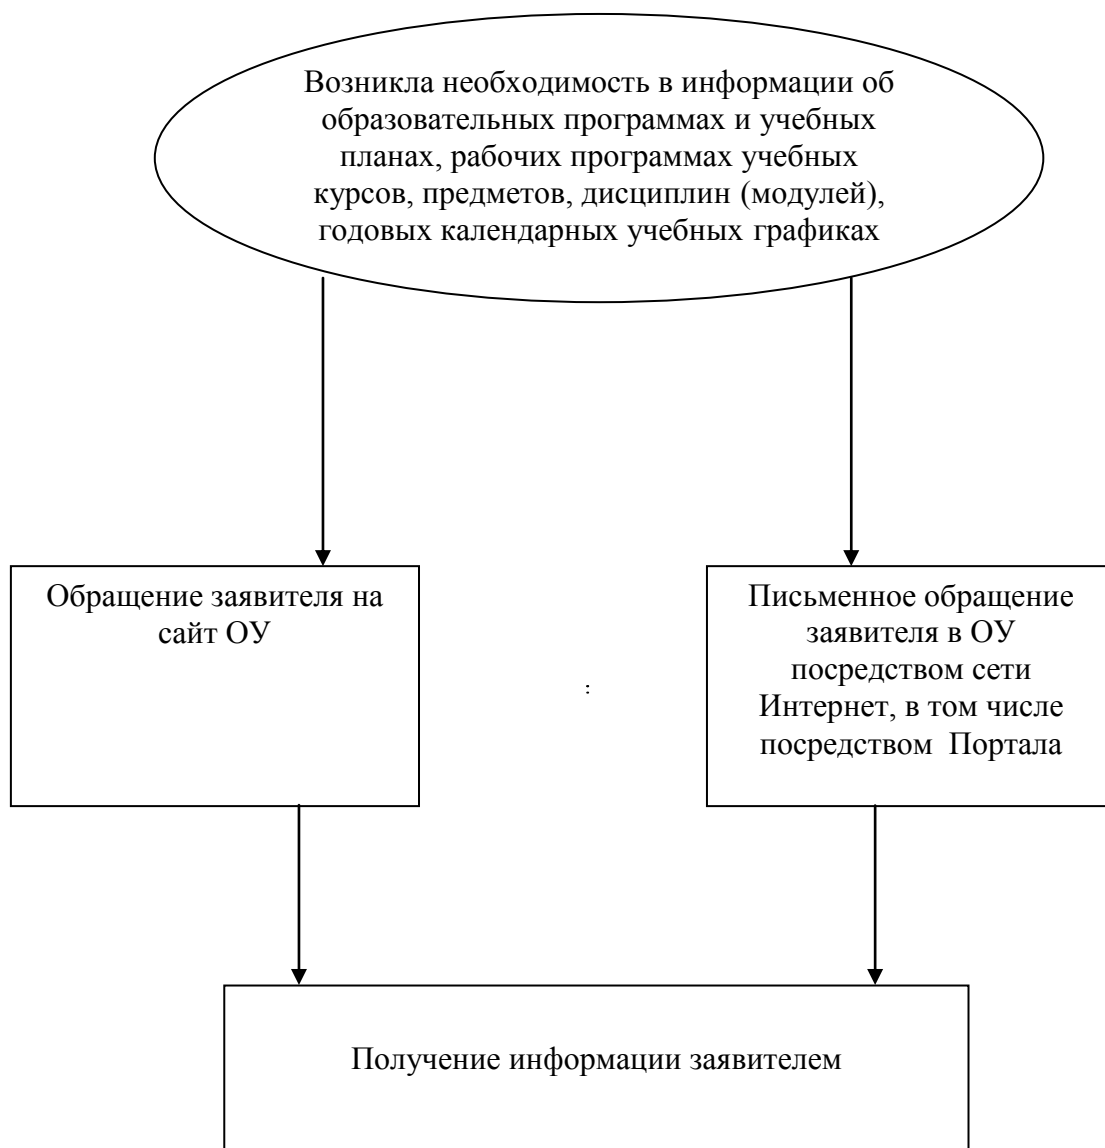 Возникла необходимость в информации об
образовательных программах и учебных
планах, рабочих программах учебных
курсов, предметов, дисциплин (модулей),
годовых календарных учебных графиках
Обращение заявителя на
сайт ОУ
Письменное обращение
заявителя в ОУ
посредством сети
Интернет, в том числе
посредством Портала
:
Получение информации заявителем